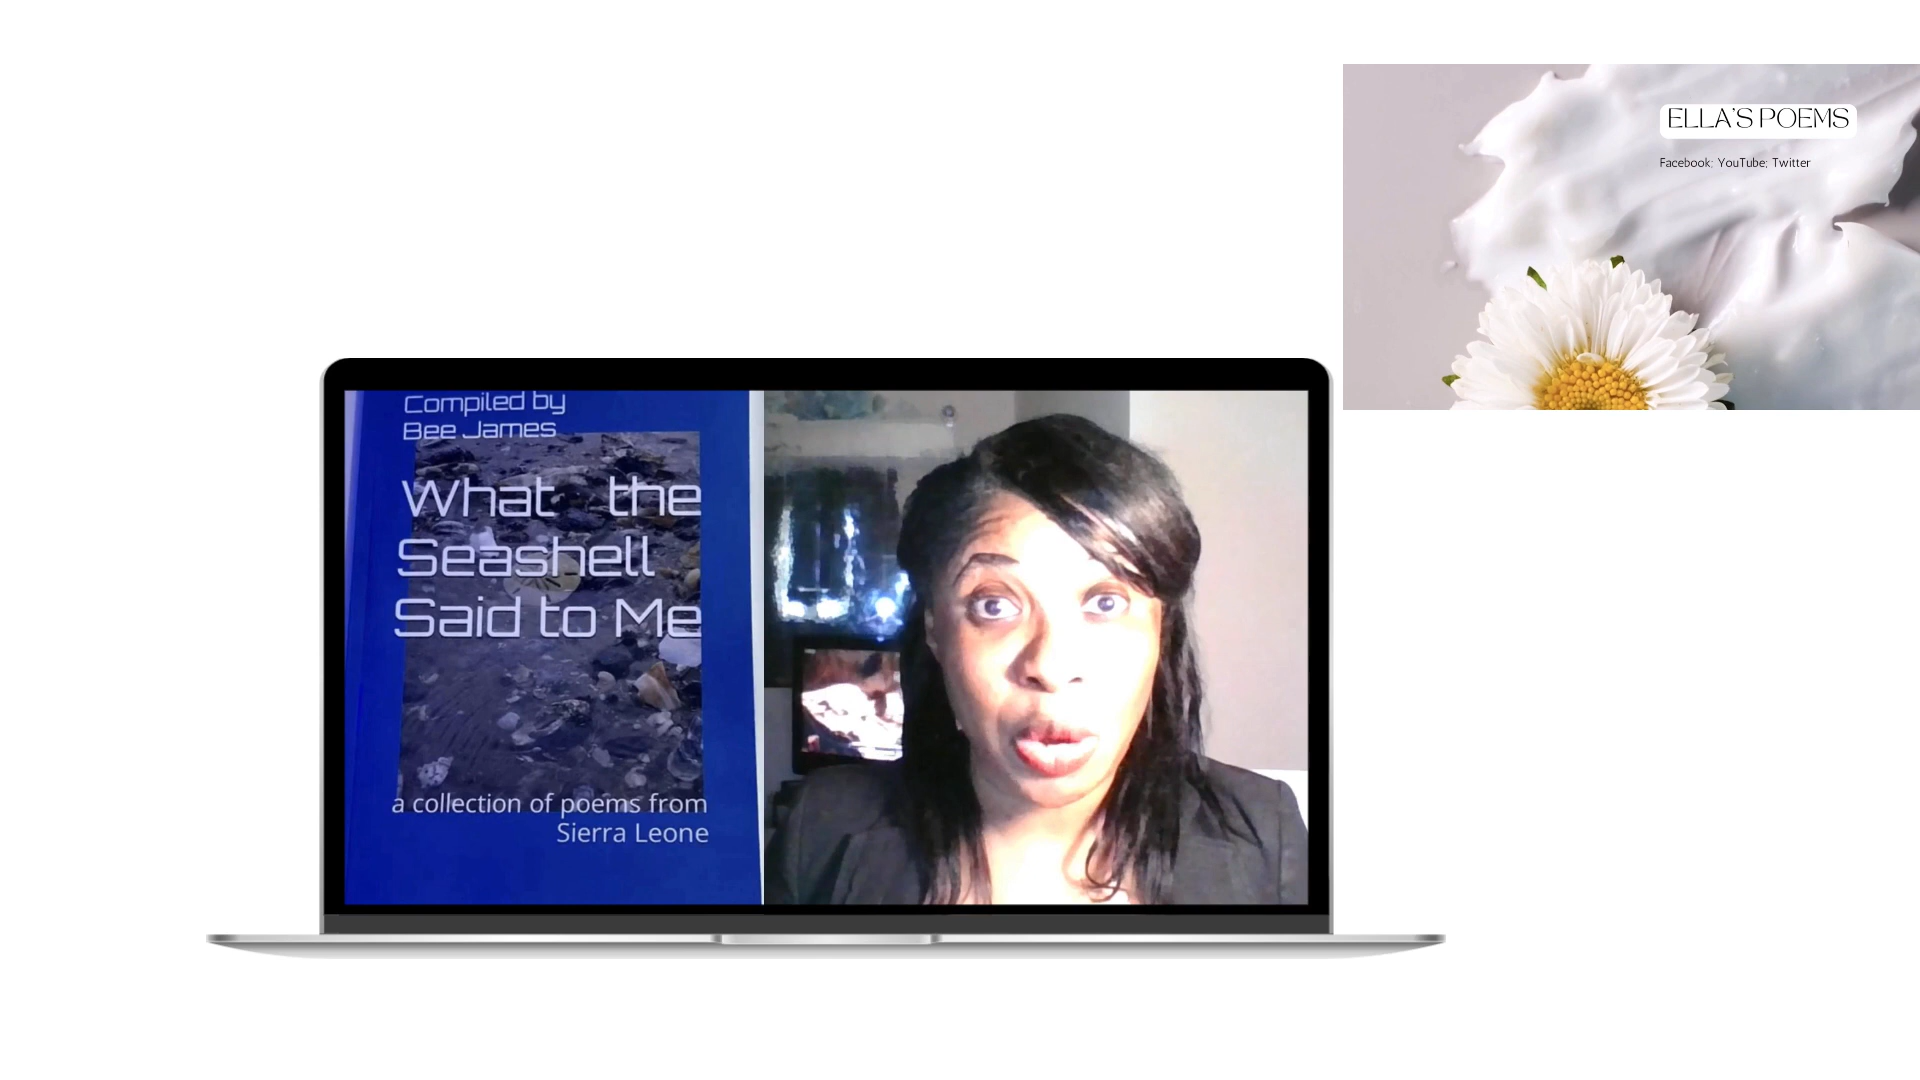 ELLA'S POEMS
Facebook; YouTube; Twitter
Compiled by
Bee James
What the
Seashell
Said to Me
a collection of poems from
Sierra Leone